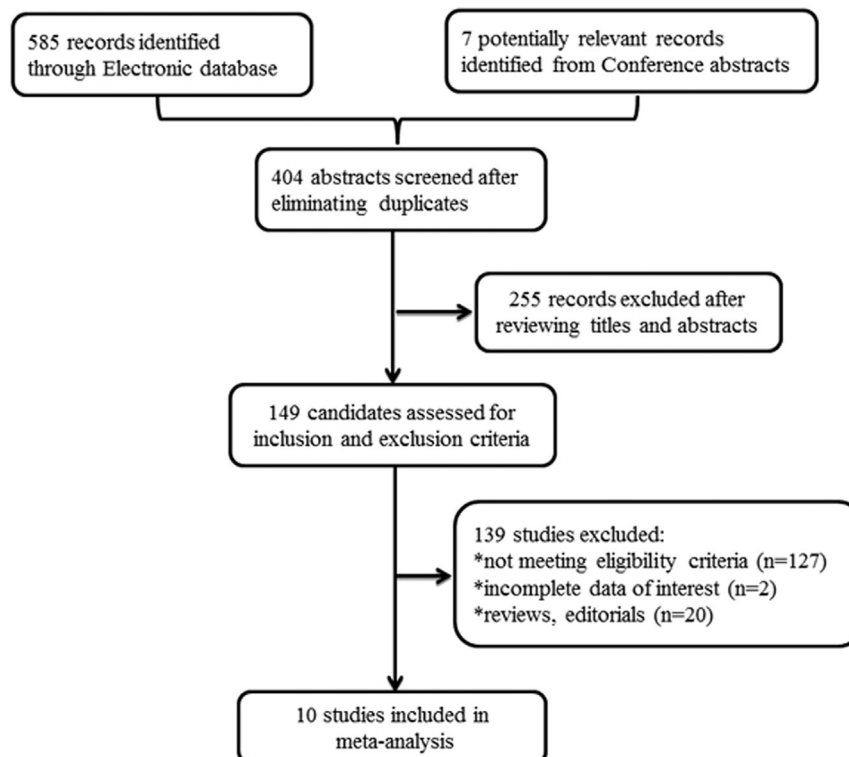 585 records identified
through Electronic database
7 potentially relevant records
identified from Conference abstracts
404 abstracts screened after
eliminating duplicates
255 records excluded after
reviewing titles and abstracts
149 candidates assessed for
inclusion and exclusion criteria
139 studies excluded:
*not meeting eligibility criteria (n=127)
*incomplete data of interest (n=2)
*reviews, editorials (n=20)
10 studies included in
meta-analysis